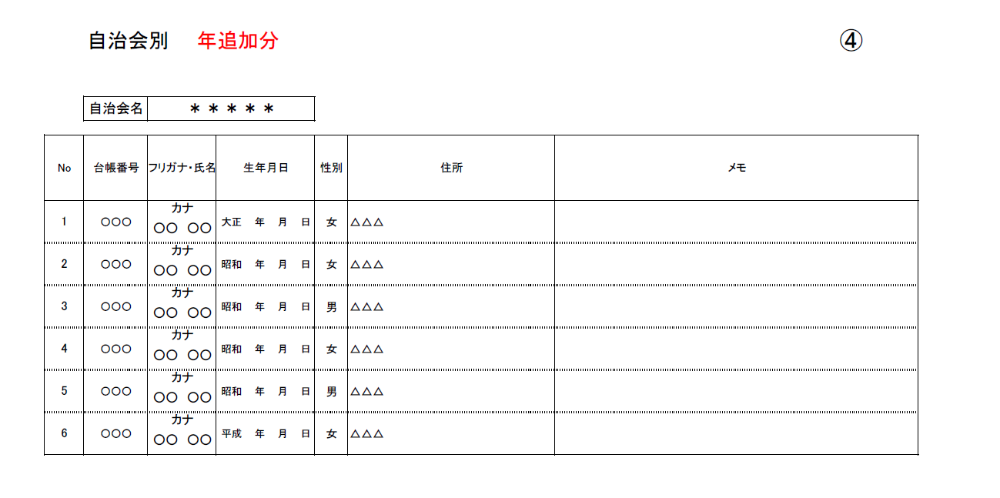 自治会別 年追加分 ④
自治会名 ＊＊＊＊＊
No 台帳番号 フリガナ・氏名 生年月日 性別 住所 メモ
カナ
1 ○○○ ○○ ○○ 大正 年 月 日 女 △△△
カナ
2 ○○○ ○○ ○○ 昭和 年 月 日 女 △△△
カナ
3 ○○○ ○○ ○○ 昭和 年 月 日 男 △△△
カナ
4 ○○○ ○○ ○○ 昭和 年 月 日 女 △△△
カナ
5 ○○○ ○○ ○○ 昭和 年 月 日 男 △△△
カナ
6 ○○○ ○○ ○○ 平成 年 月 日 女 △△△